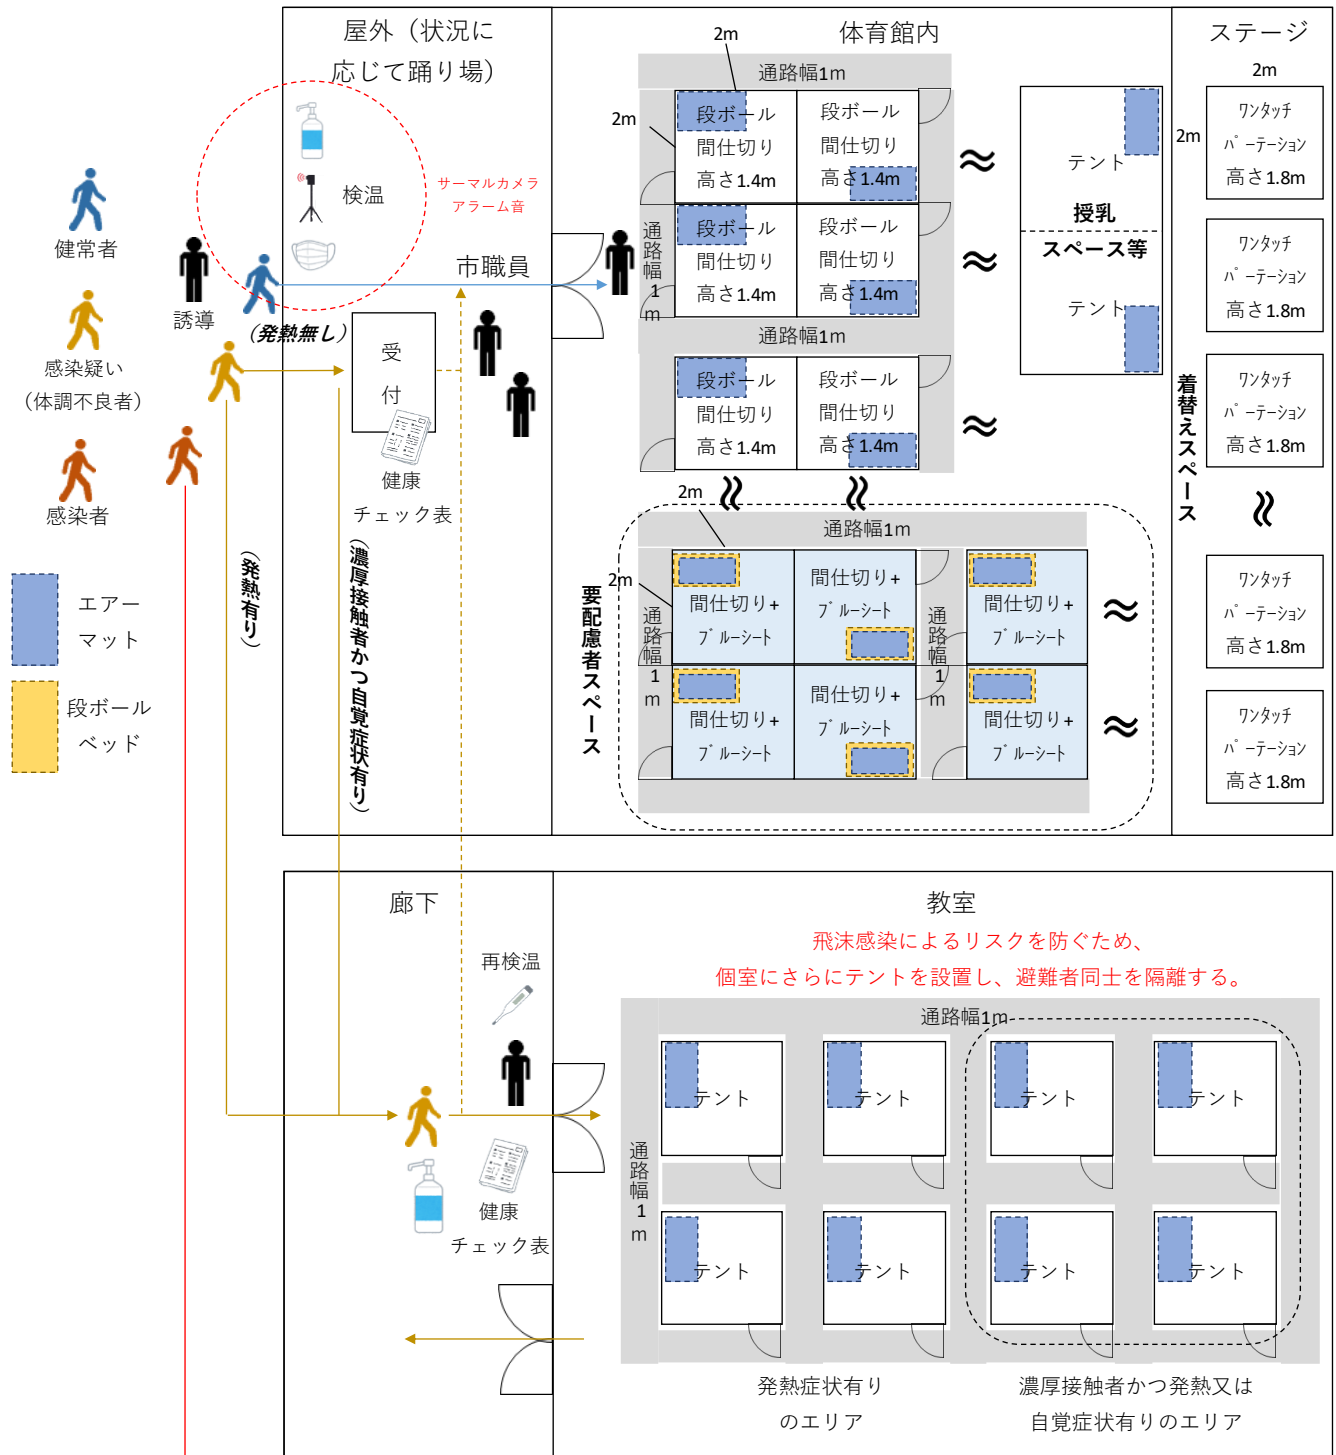 屋外（状況に
応じて踊り場）
体育館内
ステージ
検温
サーマルカメラ
アラーム音
健常者
誘導
市職員
(発熱無し)
感染疑い
（体調不良者）
感染者
受
付
健康
チェック表
(発熱有り)
(濃厚接触者かつ自覚症状有り)
エアー
マット
段ボール
ベッド
2m
通路幅1m
2m
段ボール
間仕切り
高さ1.4m
段ボール
間仕切り
高さ1.4m
通路幅1m
段ボール
間仕切り
高さ1.4m
段ボール
間仕切り
高さ1.4m
通路幅1m
段ボール
間仕切り
高さ1.4m
段ボール
間仕切り
高さ1.4m
テント
授乳
スペース等
テント
2m
2m
ﾜﾝﾀｯﾁ
ﾊﾟｰﾃｰｼｮﾝ
高さ1.8m
ﾜﾝﾀｯﾁ
ﾊﾟｰﾃｰｼｮﾝ
高さ1.8m
ﾜﾝﾀｯﾁ
ﾊﾟｰﾃｰｼｮﾝ
高さ1.8m
着替えスペース
ﾜﾝﾀｯﾁ
ﾊﾟｰﾃｰｼｮﾝ
高さ1.8m
ﾜﾝﾀｯﾁ
ﾊﾟｰﾃｰｼｮﾝ
高さ1.8m
要配慮者スペース
2m
通路幅1m
2m
通路幅1m
間仕切り+
ﾌﾞﾙｰｼｰﾄ
間仕切り+
ﾌﾞﾙｰｼｰﾄ
通路幅1m
間仕切り+
ﾌﾞﾙｰｼｰﾄ
間仕切り+
ﾌﾞﾙｰｼｰﾄ
間仕切り+
ﾌﾞﾙｰｼｰﾄ
間仕切り+
ﾌﾞﾙｰｼｰﾄ
廊下
再検温
健康
チェック表
教室
飛沫感染によるリスクを防ぐため、
個室にさらにテントを設置し、避難者同士を隔離する。
通路幅1m
通路幅1m
テント
テント
テント
テント
テント
テント
テント
テント
発熱症状有り
のエリア
濃厚接触者かつ発熱又は
自覚症状有りのエリア